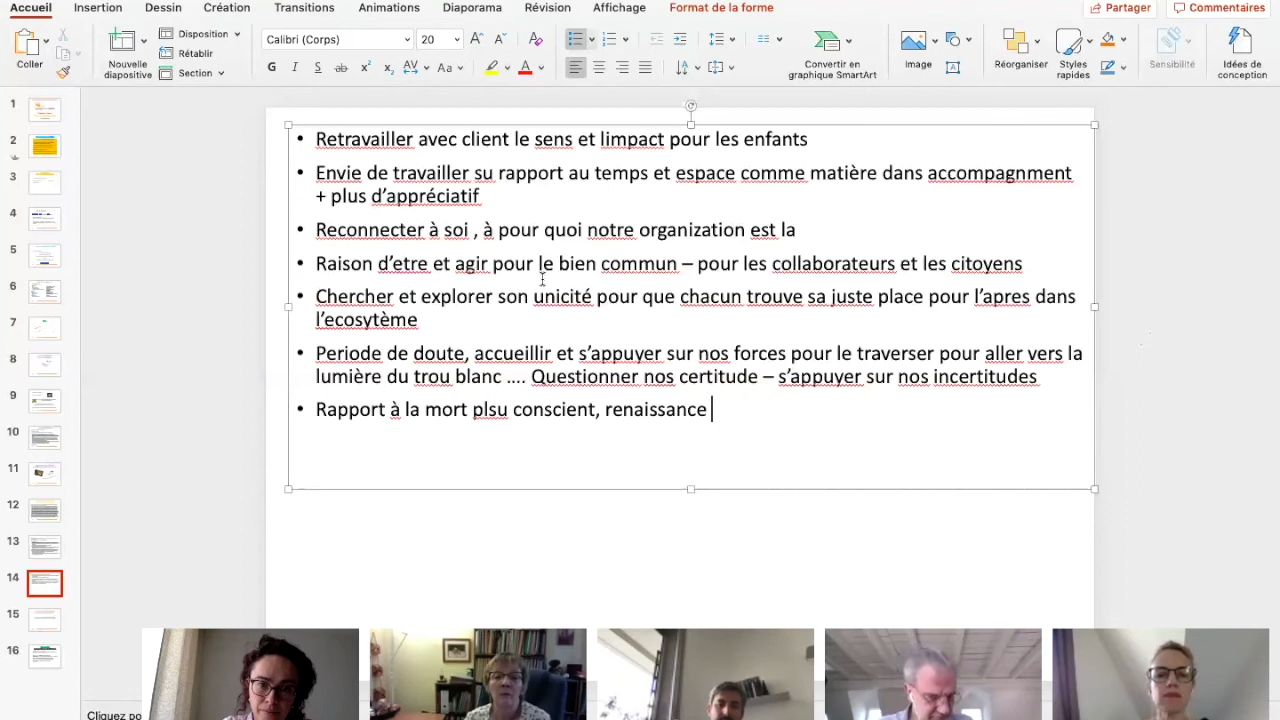 Accueil Insertion Dessin Création Transitions Animations Diaporama Révision Affichage Format de la forme Partager Commentaires
Coller
Nouvelle diapositive
Disposition
Rétablir
Section
Calibri (Corps) 20
Convertir en graphique SmartArt
Image
Réorganiser
Styles rapides
Sensibilité
Idées de conception
1
2
3
4
5
6
7
8
9
10
11
12
13
14
15
16
• Retravailler avec client le sens et limpact pour les enfants
• Envie de travailler su rapport au temps et espace comme matière dans accompagnment
+ plus d’appréciatif
• Reconnecter à soi , à pour quoi notre organization est la
• Raison d’etre et agir pour le bien commun – pour les collaborateurs et les citoyens
• Chercher et explorer son unicité pour que chacun trouve sa juste place pour l’apres dans
l’ecosytème
• Periode de doute, accueillir et s’appuyer sur nos forces pour le traverser pour aller vers la
lumière du trou blanc .... Questionner nos certitude – s’appuyer sur nos incertitudes
• Rapport à la mort plsu conscient, renaissance
Cliquez po